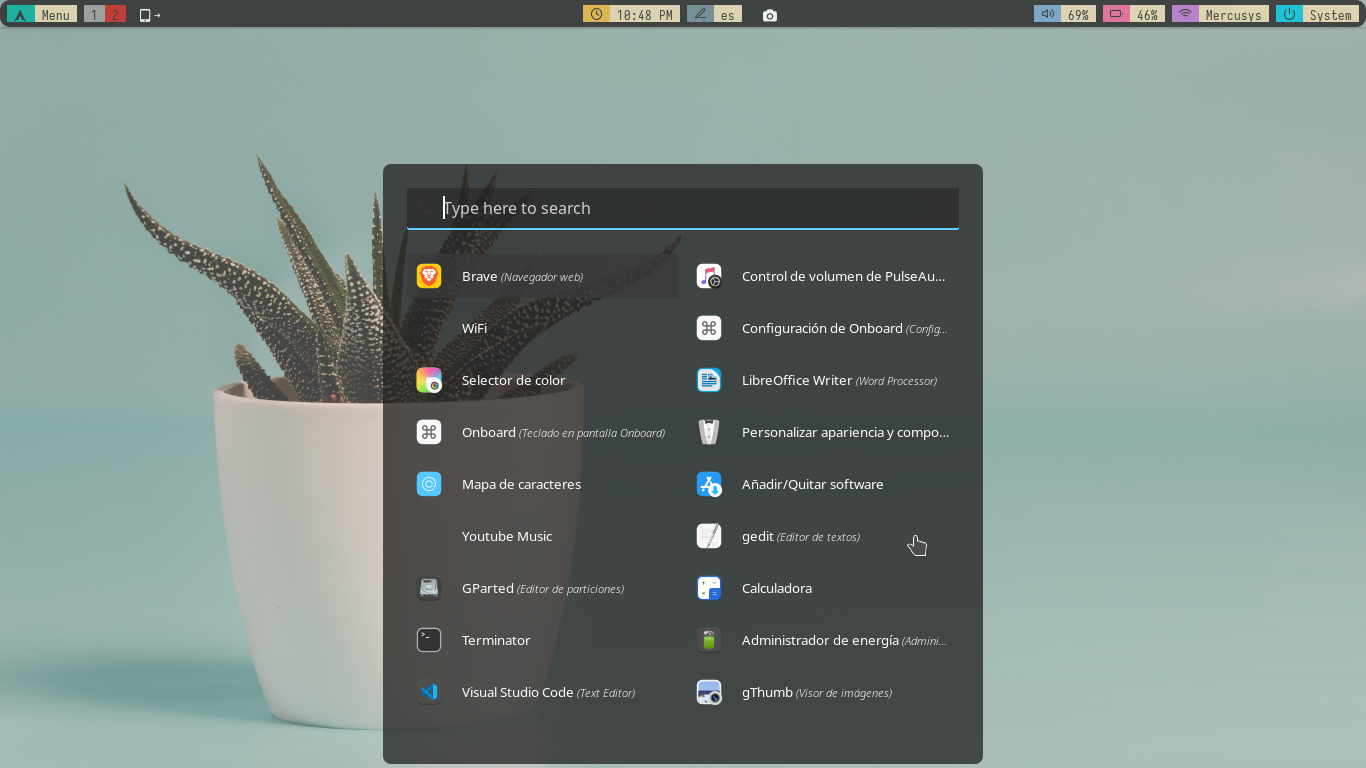 Menu 1 2 10:48 PM es 69% 46% Mercusys System
Type here to search
Brave (Navegador web)
Control de volumen de PulseAu...
WiFi
Configuración de Onboard (Config...
Selector de color
LibreOffice Writer (Word Processor)
Onboard (Teclado en pantalla Onboard)
Personalizar apariencia y compo...
Mapa de caracteres
Añadir/Quitar software
Youtube Music
gedit (Editor de textos)
GParted (Editor de particiones)
Calculadora
Terminator
Administrador de energía (Admini...
Visual Studio Code (Text Editor)
gThumb (Visor de imágenes)